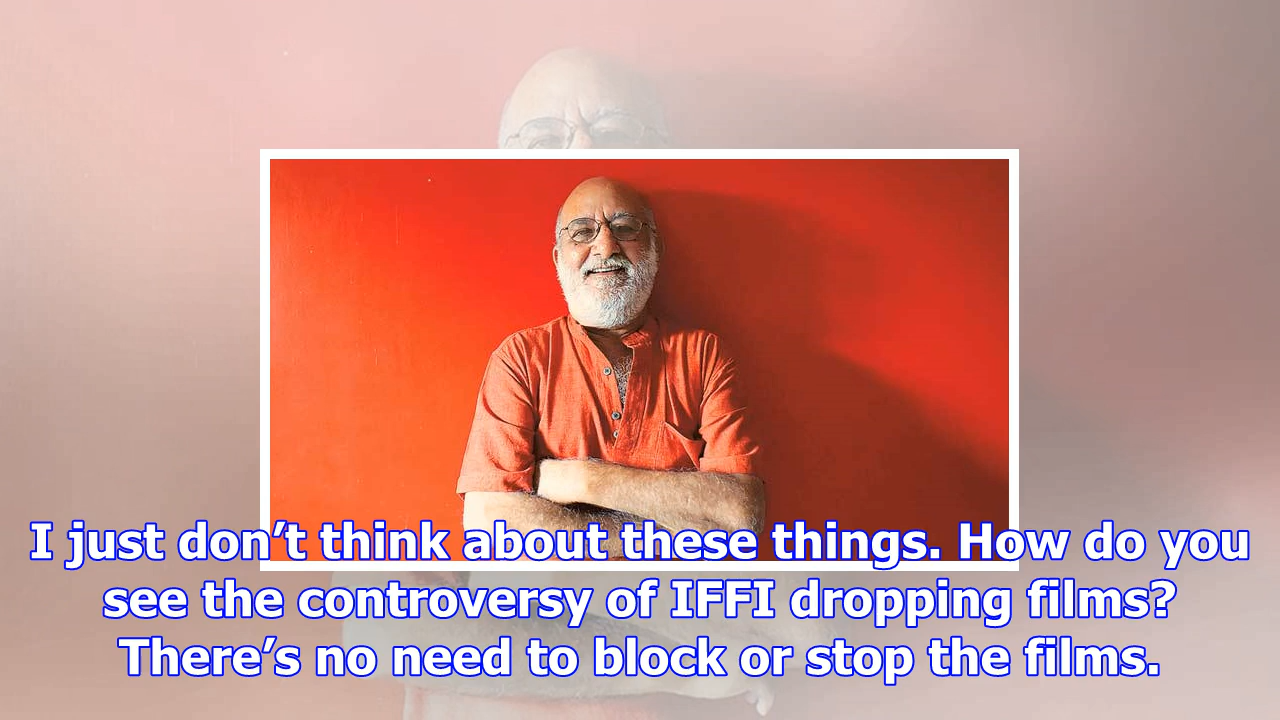 I just don’t think about these things. How do you
see the controversy of IFFI dropping films?
There’s no need to block or stop the films.